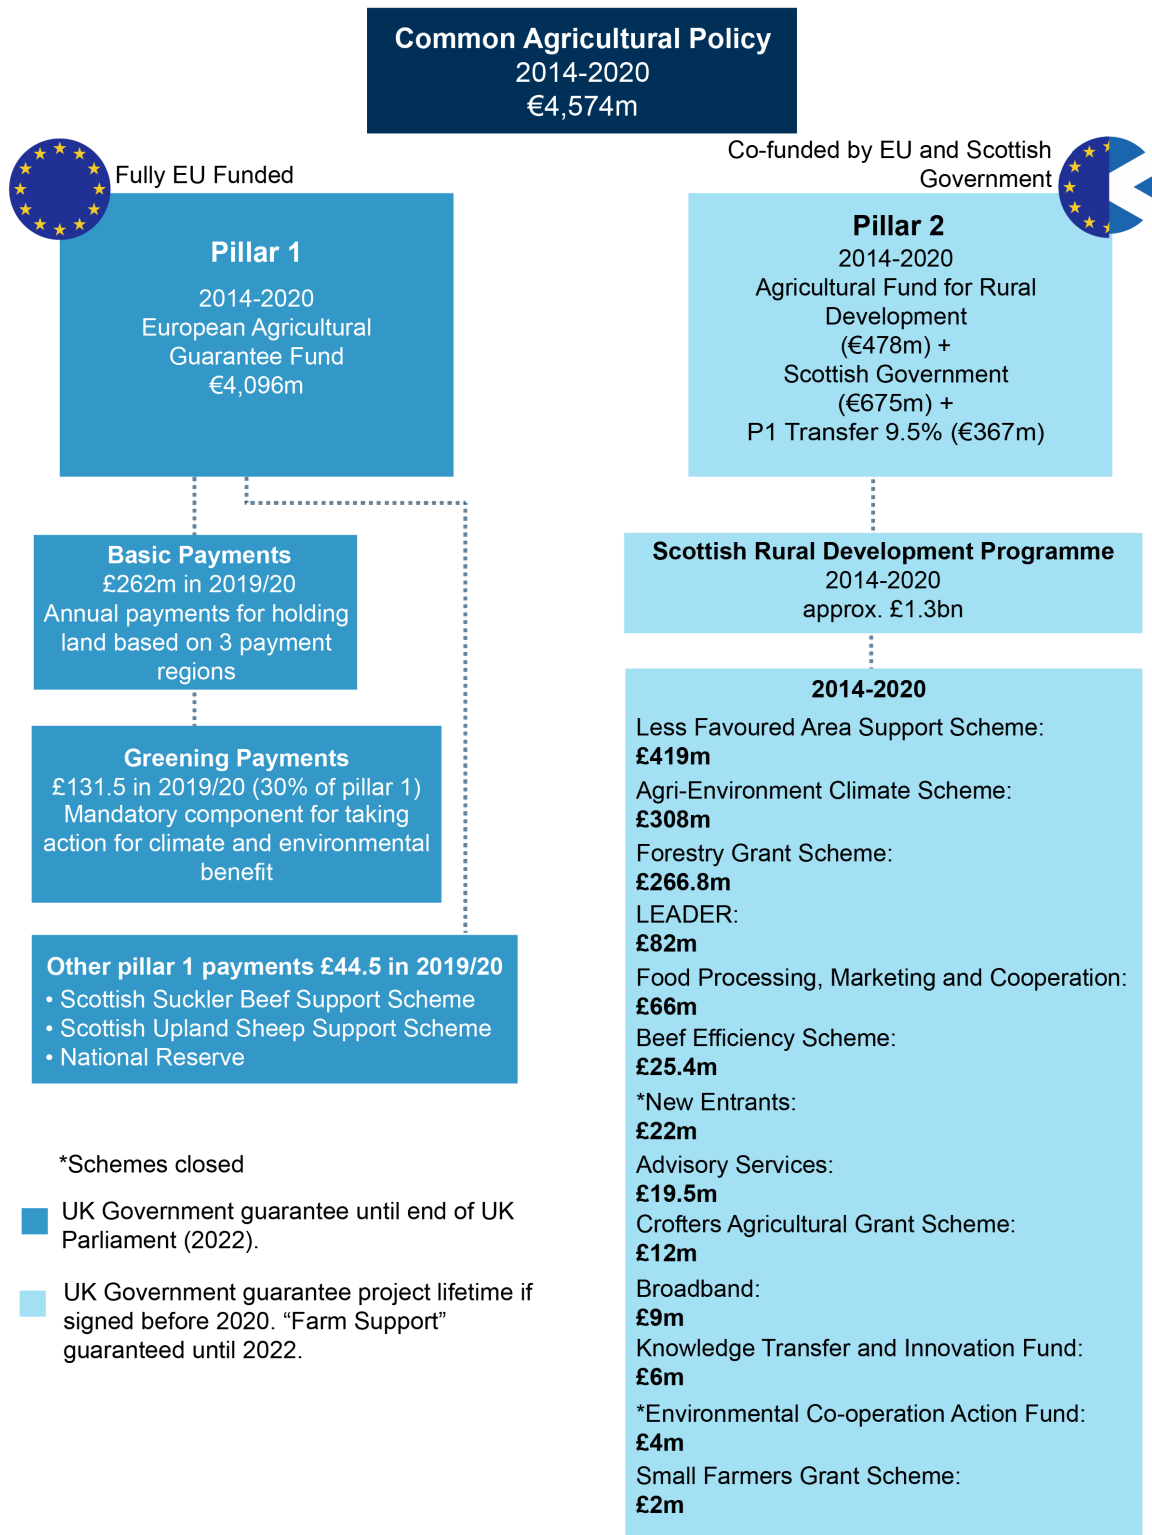 Common Agricultural Policy
2014-2020
€4,574m
Fully EU Funded
Pillar 1
2014-2020
European Agricultural
Guarantee Fund
€4,096m
Basic Payments
£262m in 2019/20
Annual payments for holding
land based on 3 payment
regions
Greening Payments
£131.5 in 2019/20 (30% of pillar 1)
Mandatory component for taking
action for climate and environmental
benefit
Other pillar 1 payments £44.5 in 2019/20
• Scottish Suckler Beef Support Scheme
• Scottish Upland Sheep Support Scheme
• National Reserve
Co-funded by EU and Scottish
Government
Pillar 2
2014-2020
Agricultural Fund for Rural
Development
(€478m) +
Scottish Government
(€675m) +
P1 Transfer 9.5% (€367m)
Scottish Rural Development Programme
2014-2020
approx. £1.3bn
2014-2020
Less Favoured Area Support Scheme:
£419m
Agri-Environment Climate Scheme:
£308m
Forestry Grant Scheme:
£266.8m
LEADER:
£82m
Food Processing, Marketing and Cooperation:
£66m
Beef Efficiency Scheme:
£25.4m
*New Entrants:
£22m
Advisory Services:
£19.5m
Crofters Agricultural Grant Scheme:
£12m
Broadband:
£9m
Knowledge Transfer and Innovation Fund:
£6m
*Environmental Co-operation Action Fund:
£4m
Small Farmers Grant Scheme:
£2m
*Schemes closed
UK Government guarantee until end of UK
Parliament (2022).
UK Government guarantee project lifetime if
signed before 2020. “Farm Support”
guaranteed until 2022.